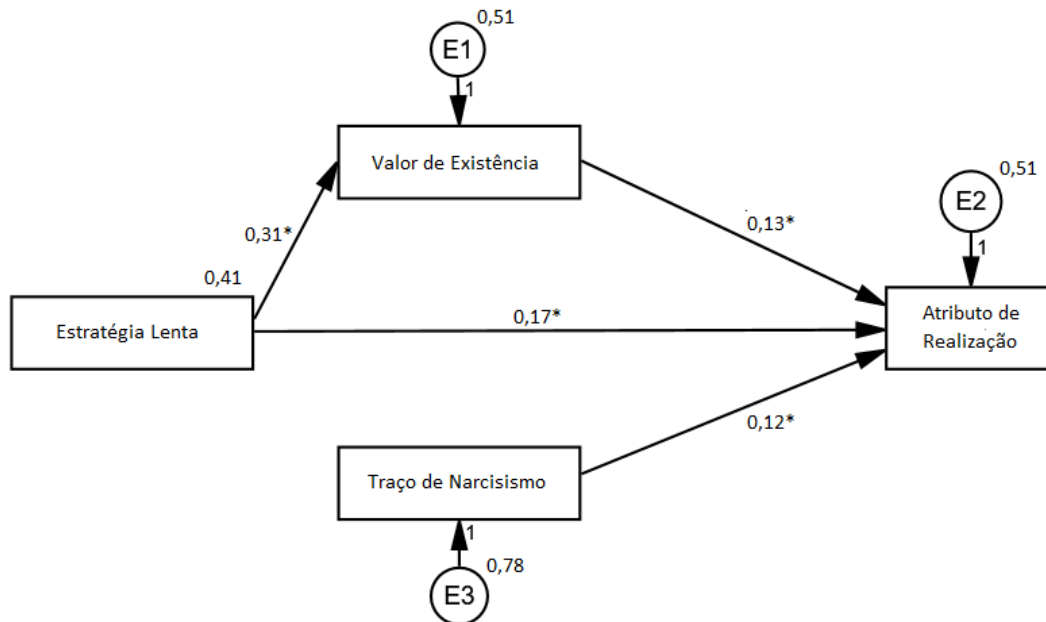 0,51
E1
1
Valor de Existência
0,51
E2
0,31*
0,13*
1
0,41
Estratégia Lenta
0,17*
Atributo de
Realização
0,12*
Traço de Narcisismo
1
0,78
E3